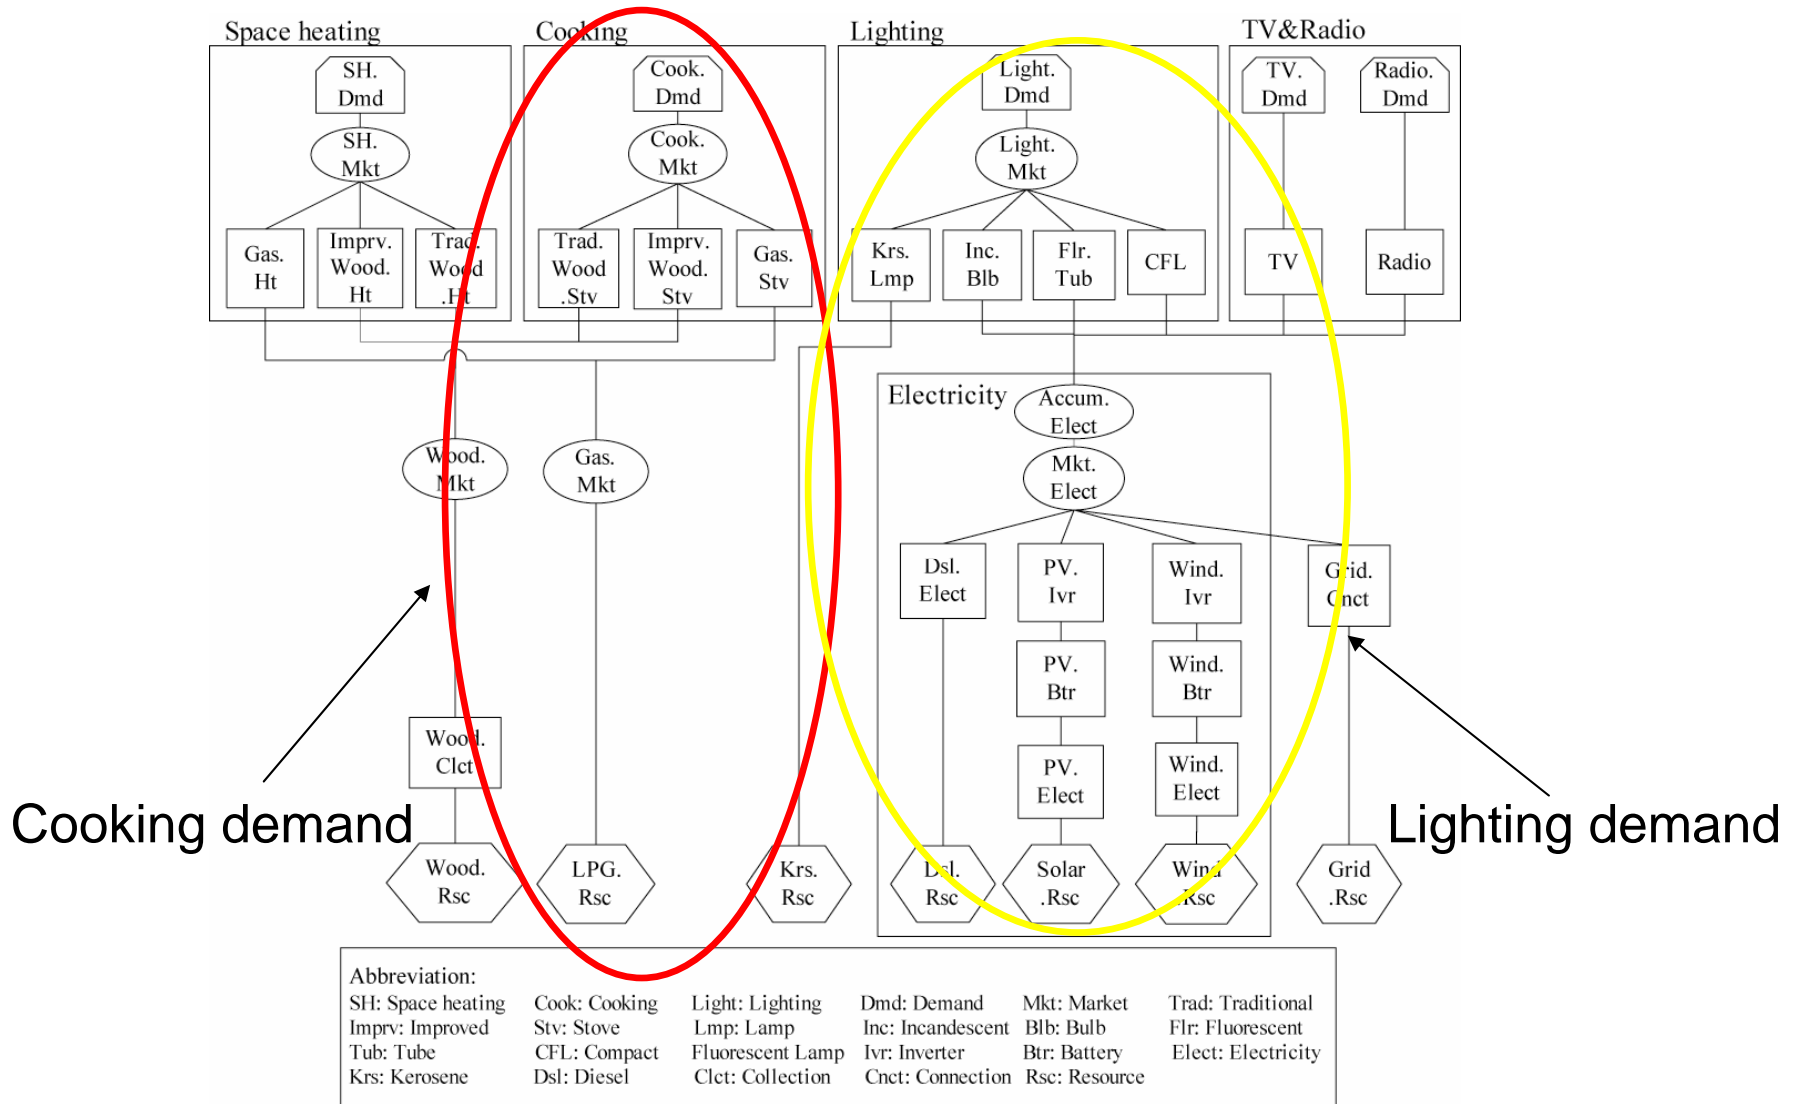 Space heating
Cooking
Lighting
TV&Radio
SH.
Dmd
Cook.
Dmd
Light.
Dmd
TV.
Dmd
Radio.
Dmd
SH.
Mkt
Cook.
Mkt
Light.
Mkt
Gas.
Ht
Imprv.
Wood.
Ht
Trad.
Wood
.Ht
Trad.
Wood
.Stv
Imprv.
Wood.
Stv
Gas.
Stv
Krs.
Lmp
Inc.
Blb
Flr.
Tub
CFL
TV
Radio
Electricity
Accum.
Elect
Wood.
Mkt
Gas.
Mkt
Mkt.
Elect
Dsl.
Elect
PV.
Ivr
Wind.
Ivr
Grid.
Cnct
PV.
Btr
Wind.
Btr
Wood.
Clct
PV.
Elect
Wind.
Elect
Cooking demand
Lighting demand
Wood.
Rsc
LPG.
Rsc
Krs.
Rsc
Dsl.
Rsc
Solar
.Rsc
Wind
.Rsc
Grid
.Rsc
Abbreviation:
SH: Space heating Cook: Cooking Light: Lighting Dmd: Demand Mkt: Market Trad: Traditional
Imprv: Improved Stv: Stove Lmp: Lamp Inc: Incandescent Blb: Bulb Flr: Fluorescent
Tub: Tube CFL: Compact Fluorescent Lamp Ivr: Inverter Btr: Battery Elect: Electricity
Krs: Kerosene Dsl: Diesel Clct: Collection Cnct: Connection Rsc: Resource